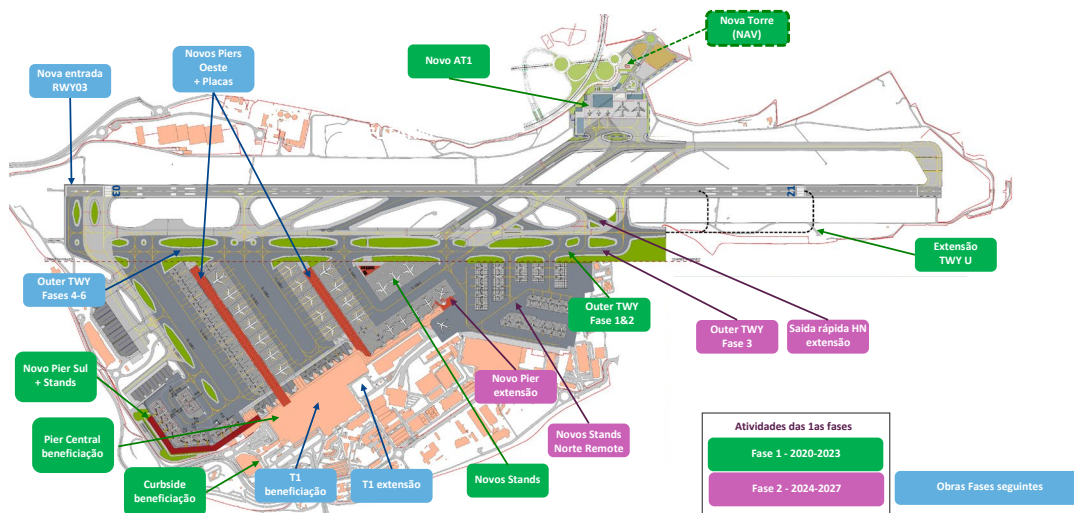 Nova Torre
(NAV)
Novo AT1
Novos Piers
Oeste
+ Placas
Nova entrada
RWY03
03
21
Extensão
TWY U
Outer TWY
Fases 4-6
Outer TWY
Fase 1&2
Outer TWY
Fase 3
Saída rápida HN
extensão
Novo Pier Sul
+ Stands
Novo Pier
extensão
Pier Central
beneficiação
Novos Stands
Norte Remote
Curbside
beneficiação
T1
beneficiação
T1 extensão
Novos Stands
Atividades das 1as fases
Fase 1 - 2020-2023
Fase 2 - 2024-2027
Obras Fases seguintes